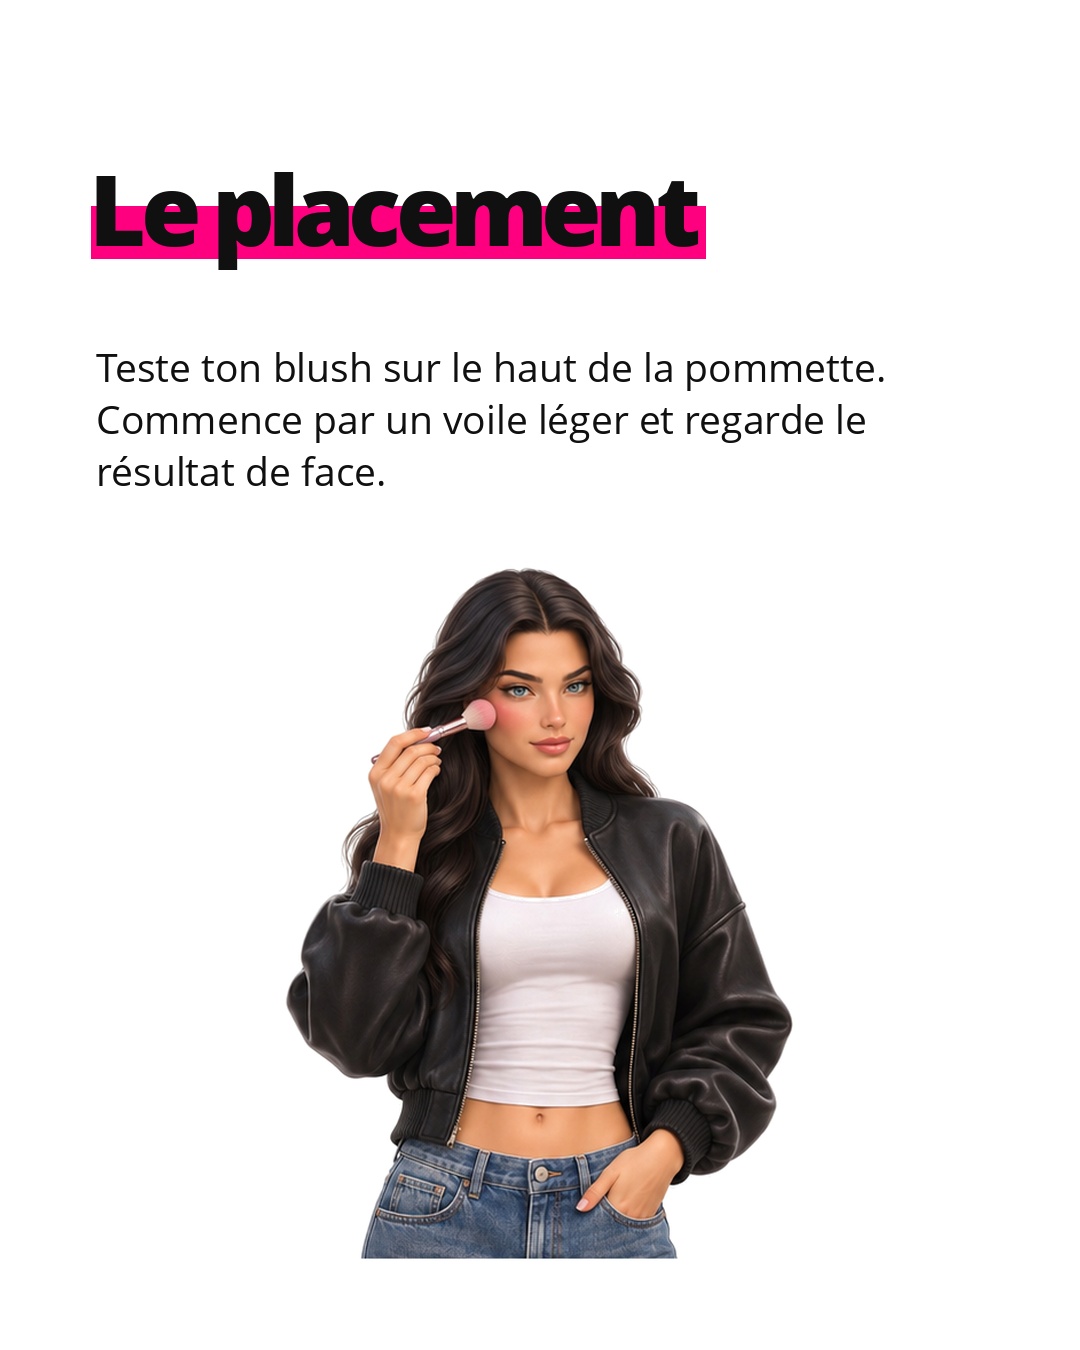 Le placement
Teste ton blush sur le haut de la pommette.
Commence par un voile léger et regarde le
résultat de face.